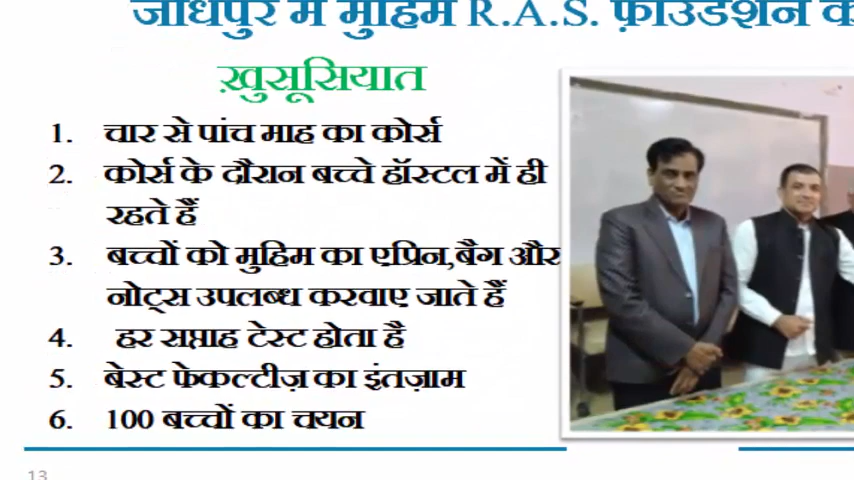 जोधपुर में मुहिम R.A.S. फ़ाउंडेशन
ख़ुसूसियात
1. चार से पांच माह का कोर्स
2. कोर्स के दौरान बच्चे हॉस्टल में ही
रहते हैं
3. बच्चों को मुहिम का एप्रिन,बैग और
नोट्स उपलब्ध करवाए जाते हैं
4. हर सप्ताह टेस्ट होता है
5. बेस्ट फेकल्टीज़ का इंतज़ाम
6. 100 बच्चों का चयन
13